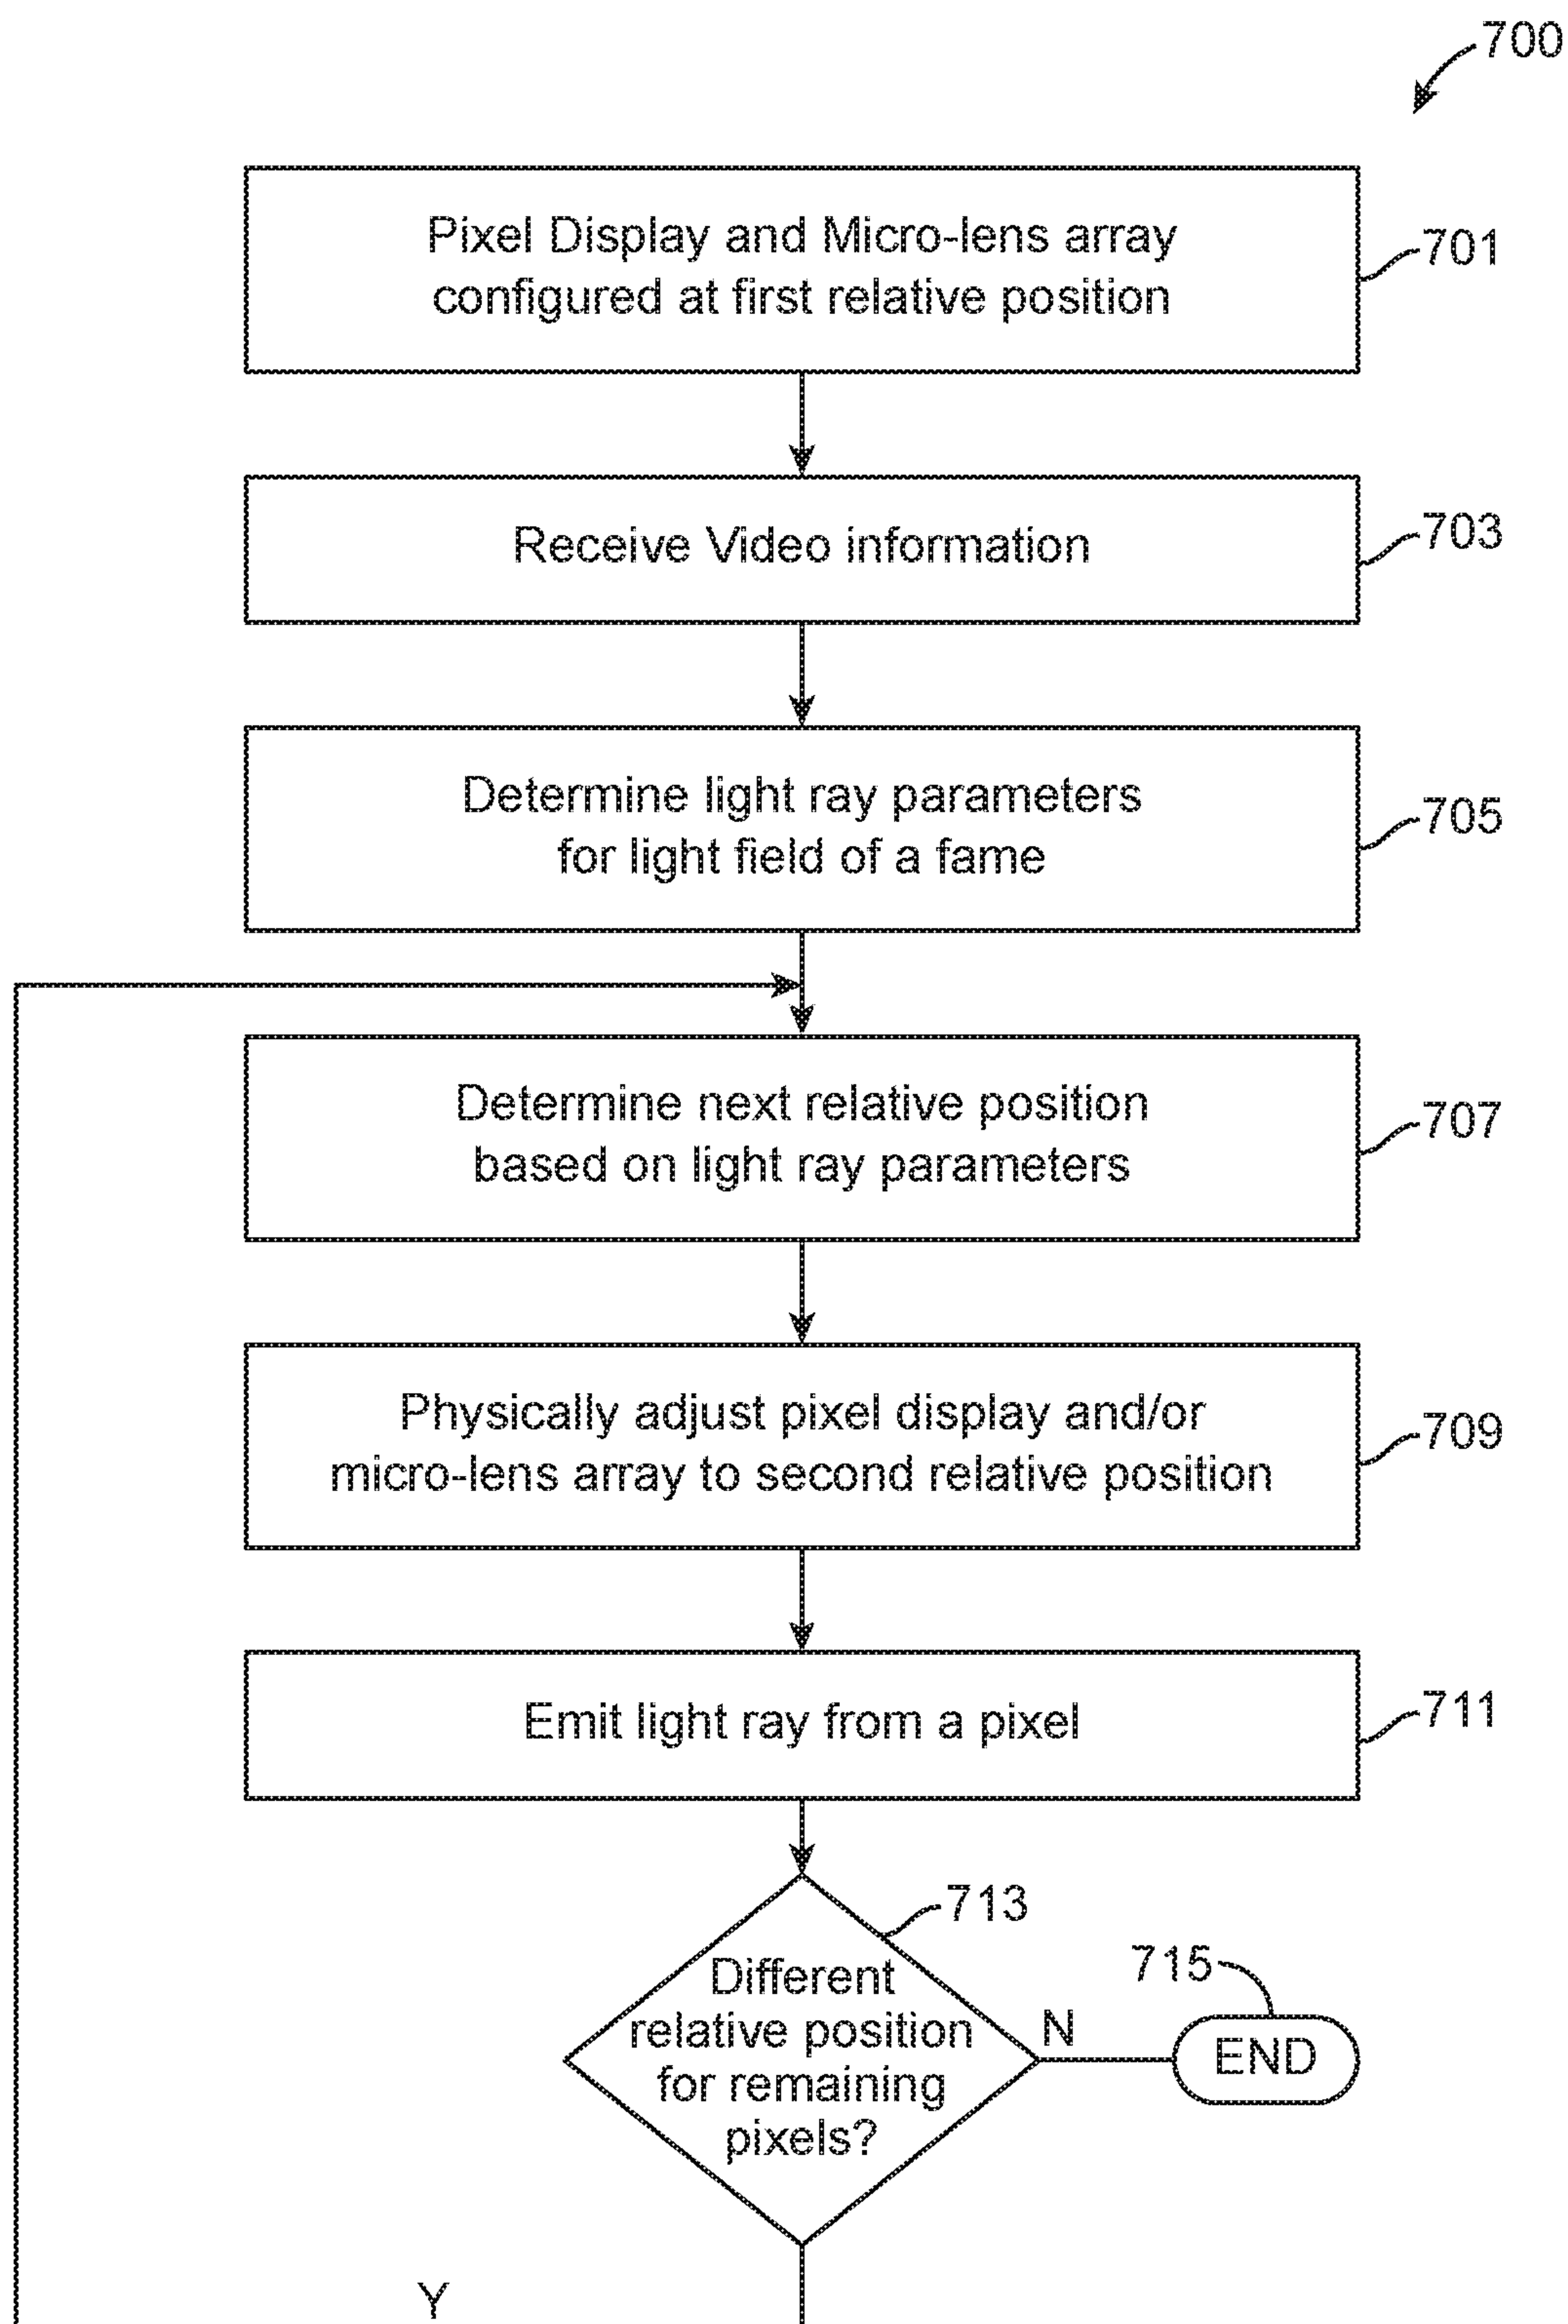 700
Pixel Display and Micro-lens array
configured at first relative position
701
Receive Video information
703
Determine light ray parameters
for light field of a fame
705
Determine next relative position
based on light ray parameters
707
Physically adjust pixel display and/or
micro-lens array to second relative position
709
Emit light ray from a pixel
711
713
Different
relative position
for remaining
pixels?
N
715
END
Y